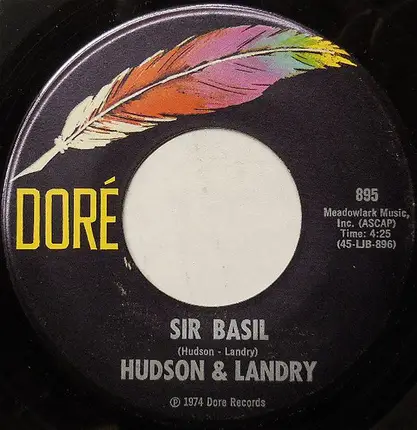 DORÉ
895
Meadowlark Music,
Inc. (ASCAP)
Time: 4:25
(45-LJB-896)
SIR BASIL
(Hudson - Landry)
HUDSON & LANDRY
℗ 1974 Dore Records